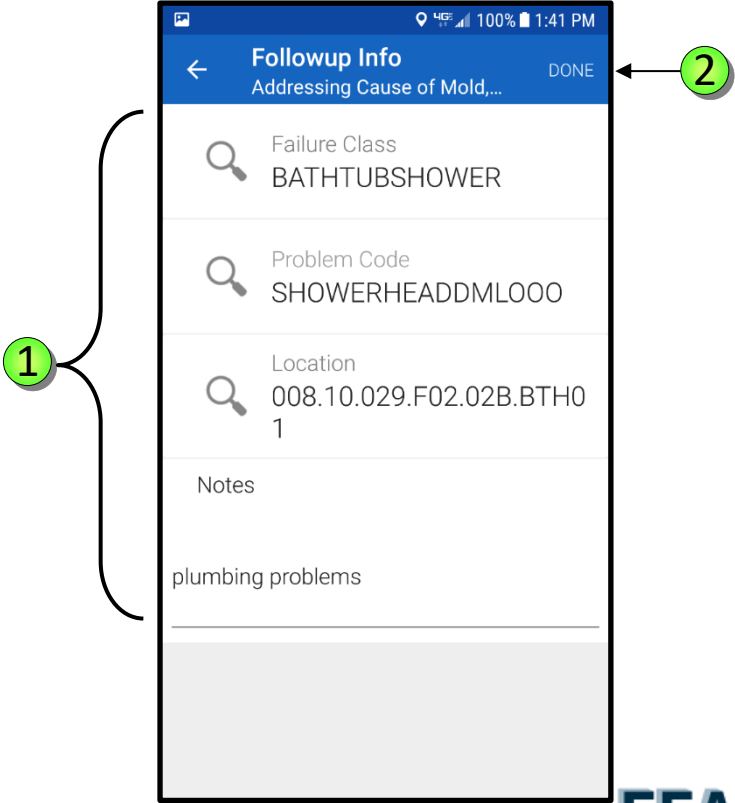 4G 100% 1:41 PM
Followup Info
Addressing Cause of Mold,...
DONE
2
Failure Class
BATHTUBSHOWER
Problem Code
SHOWERHEADDMLOOO
1
Location
008.10.029.F02.02B.BTH0
1
Notes
plumbing problems